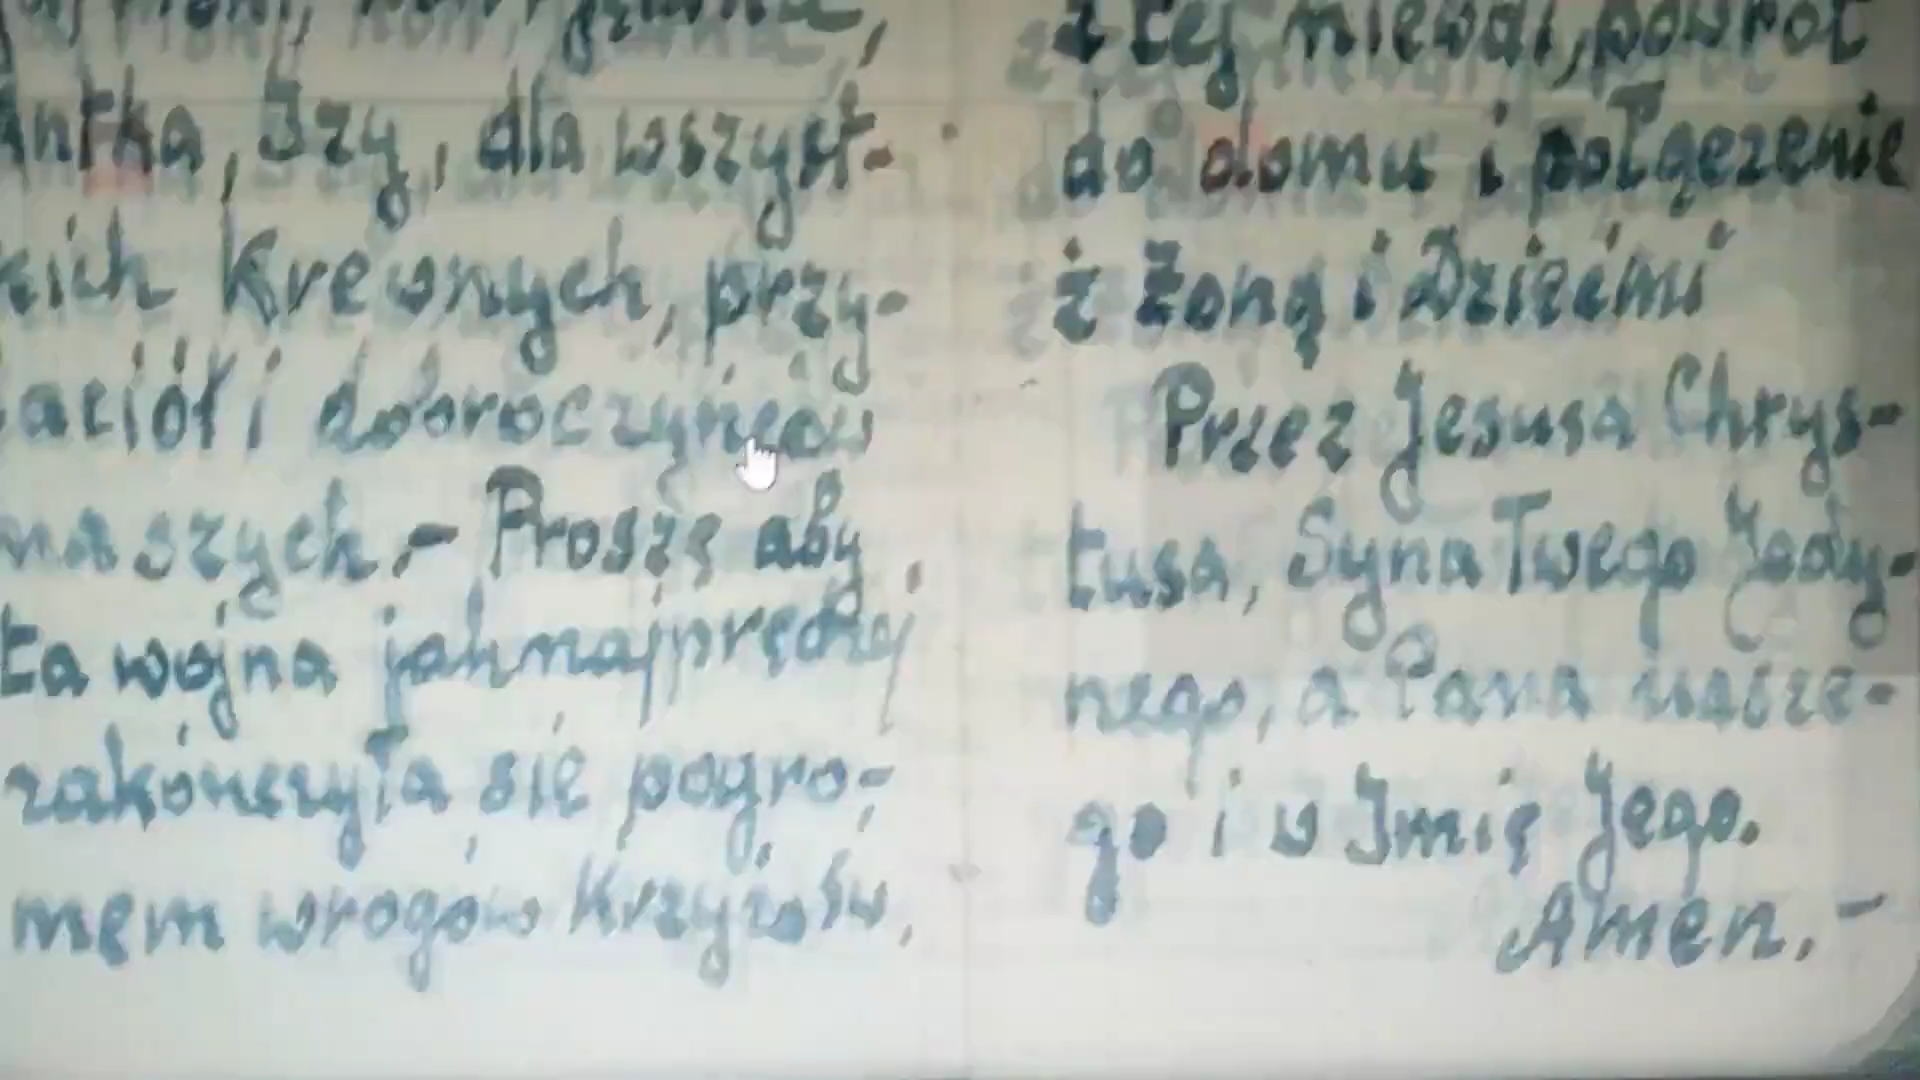 Antka, Izy, dla wszyst-
kich Krewnych, przy-
jaciół i dobroczyńców
naszych.- Proszę aby
ta wojna jaknajprędzej
zakończyła się pogro-
mem wrogów Krzyżów,
z tej niewoli, powrót
do domu i połączenie
z Żoną i Dziećmi
Przez Jesusa Chrys-
tusa, Syna Twego Jedy-
nego, a Pana nasze-
go i w Imię Jego.
Amen.-